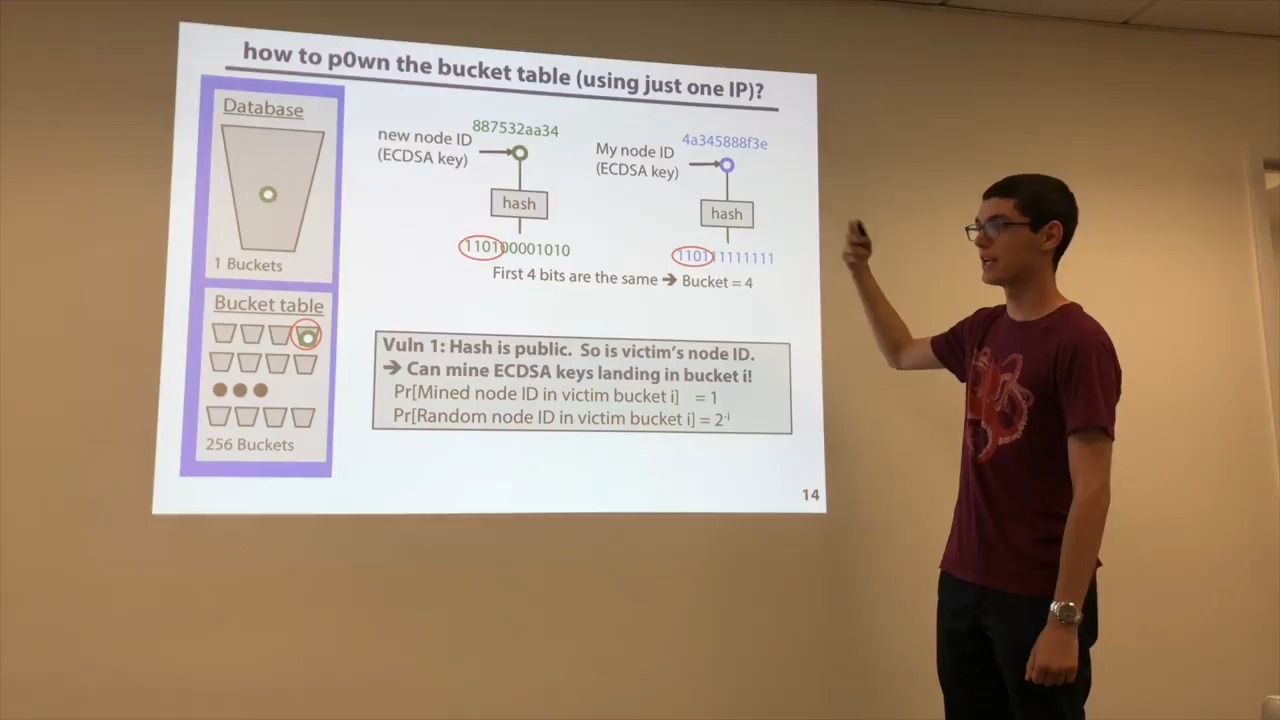 how to p0wn the bucket table (using just one IP)?
Database
1 Buckets
Bucket table
256 Buckets
new node ID
(ECDSA key)
887532aa34
hash
110100001010
My node ID
(ECDSA key)
4a345888f3e
hash
110111111111
First 4 bits are the same ➔ Bucket = 4
Vuln 1: Hash is public. So is victim's node ID.
➔ Can mine ECDSA keys landing in bucket i!
Pr[Mined node ID in victim bucket i] = 1
Pr[Random node ID in victim bucket i] = 2⁻ⁱ
14